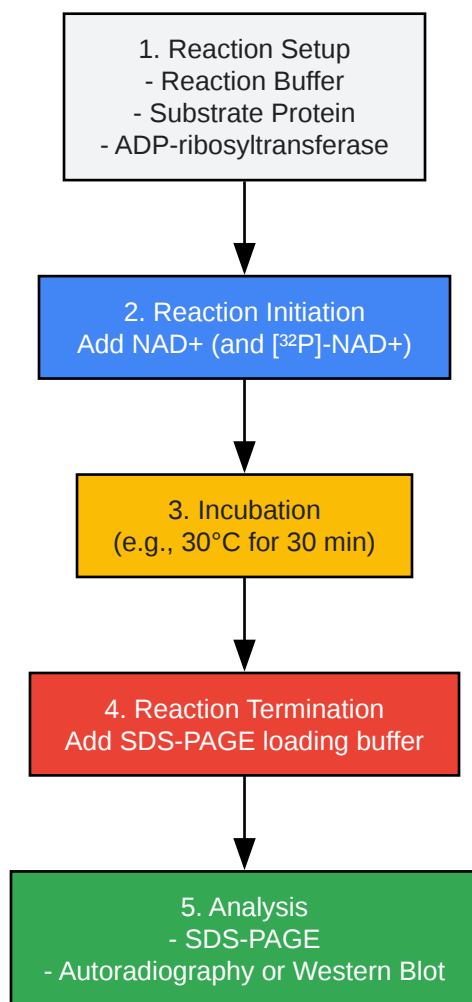 1. Reaction Setup
- Reaction Buffer
- Substrate Protein
- ADP-ribosyltransferase
2. Reaction Initiation
Add NAD+ (and [³²P]-NAD+)
3. Incubation
(e.g., 30°C for 30 min)
4. Reaction Termination
Add SDS-PAGE loading buffer
5. Analysis
- SDS-PAGE
- Autoradiography or Western Blot